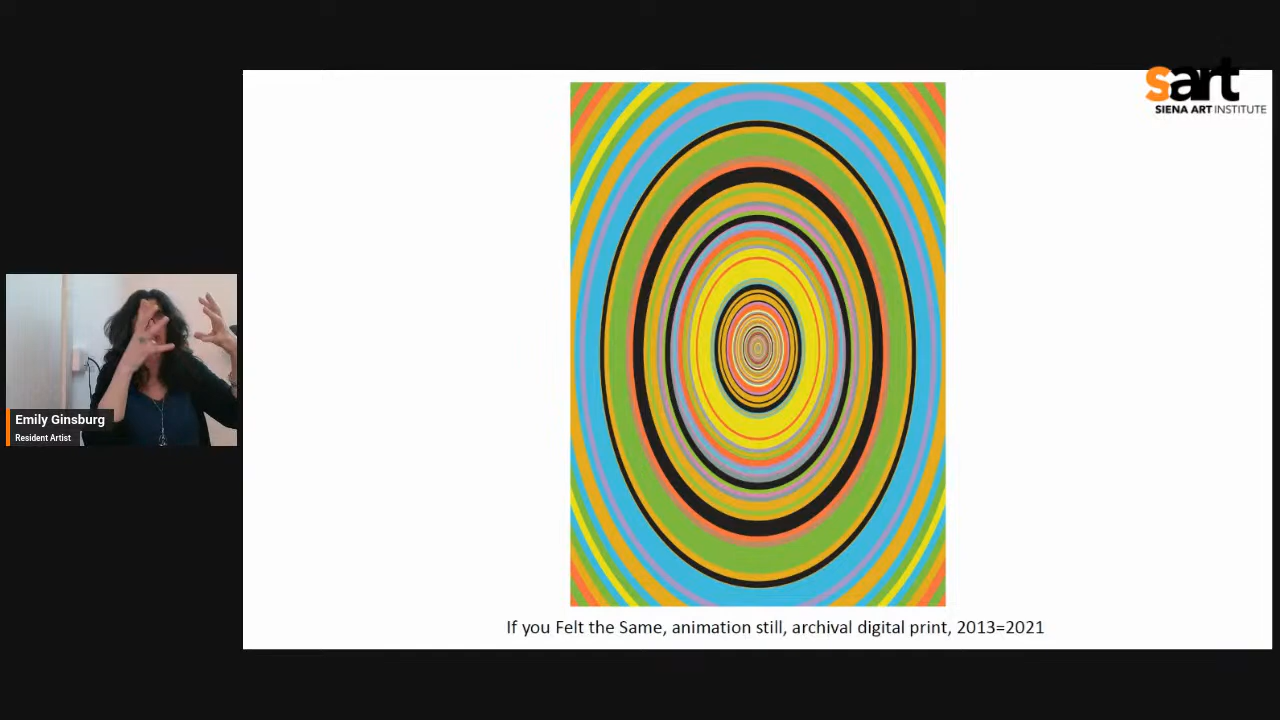 sart
SIENA ART INSTITUTE
Emily Ginsburg
Resident Artist
If you Felt the Same, animation still, archival digital print, 2013=2021